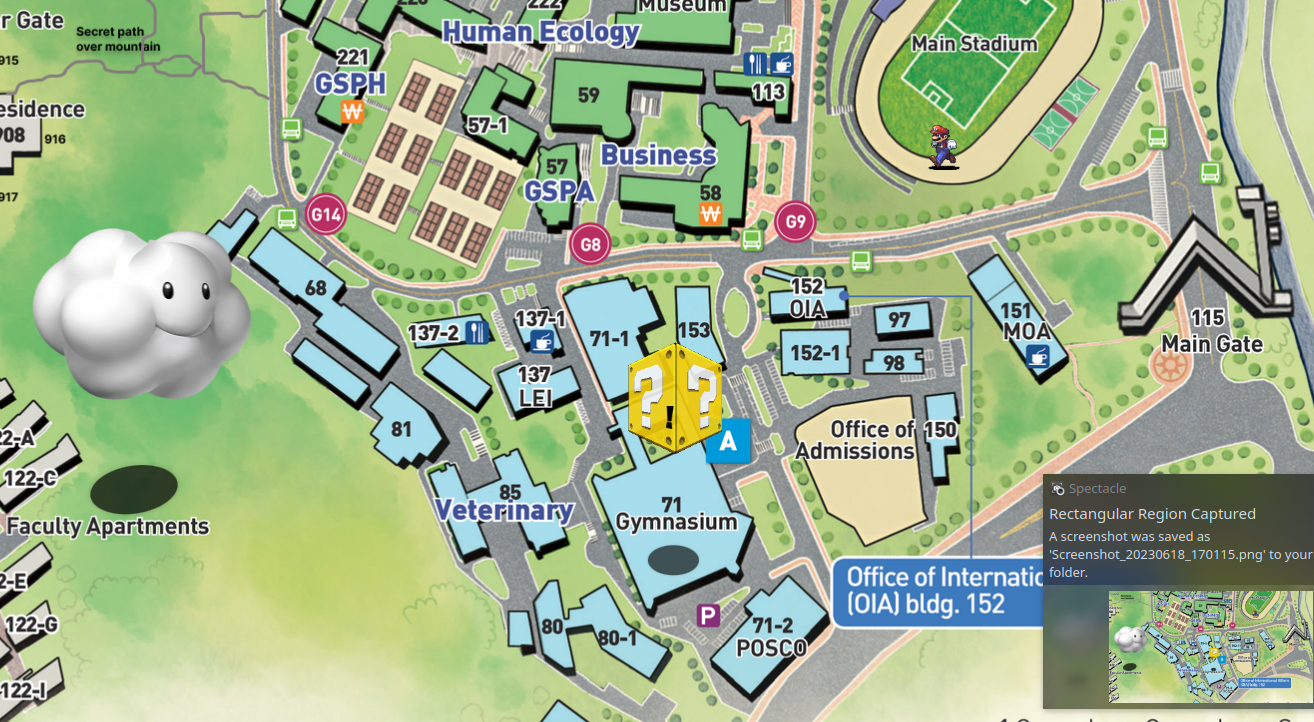 r Gate
Secret path
over mountain
915
esidence
908
916
917
222
Museum
Human Ecology
221
GSPH
₩
59
113
Main Stadium
57-1
57
GSPA
Business
58
₩
G14
G8
G9
68
137-2
137-1
137
LEI
71-1
153
152
OIA
97
152-1
98
151
MOA
115
Main Gate
? ?
!
A
81
Office of
Admissions
150
22-A
122-C
Faculty Apartments
85
Veterinary
71
Gymnasium
2-E
122-G
122-I
80
80-1
P
71-2
POSCO
Office of Internatio
(OIA) bldg. 152
Spectacle
Rectangular Region Captured
A screenshot was saved as
'Screenshot_20230618_170115.png' to your
folder.